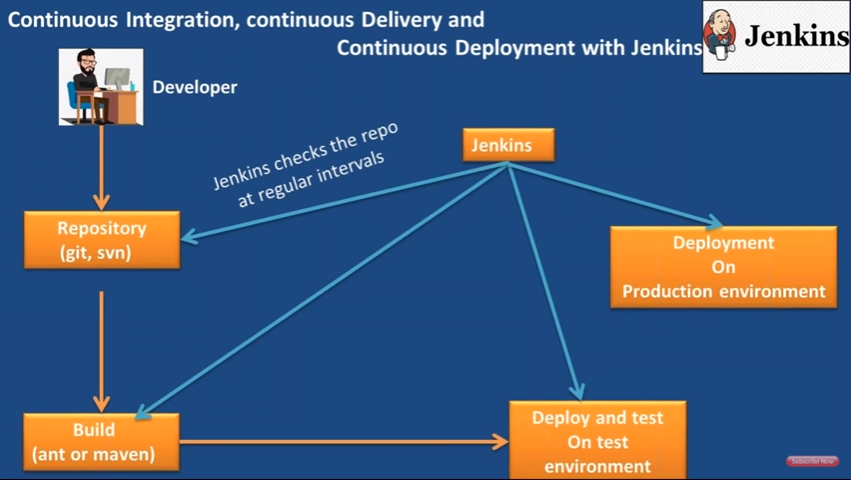 Continuous Integration, continuous Delivery and
Continuous Deployment with Jenkins
Jenkins
Developer
Jenkins checks the repo
at regular intervals
Jenkins
Repository
(git, svn)
Deployment
On
Production environment
Build
(ant or maven)
Deploy and test
On test
environment
Subscribe Now